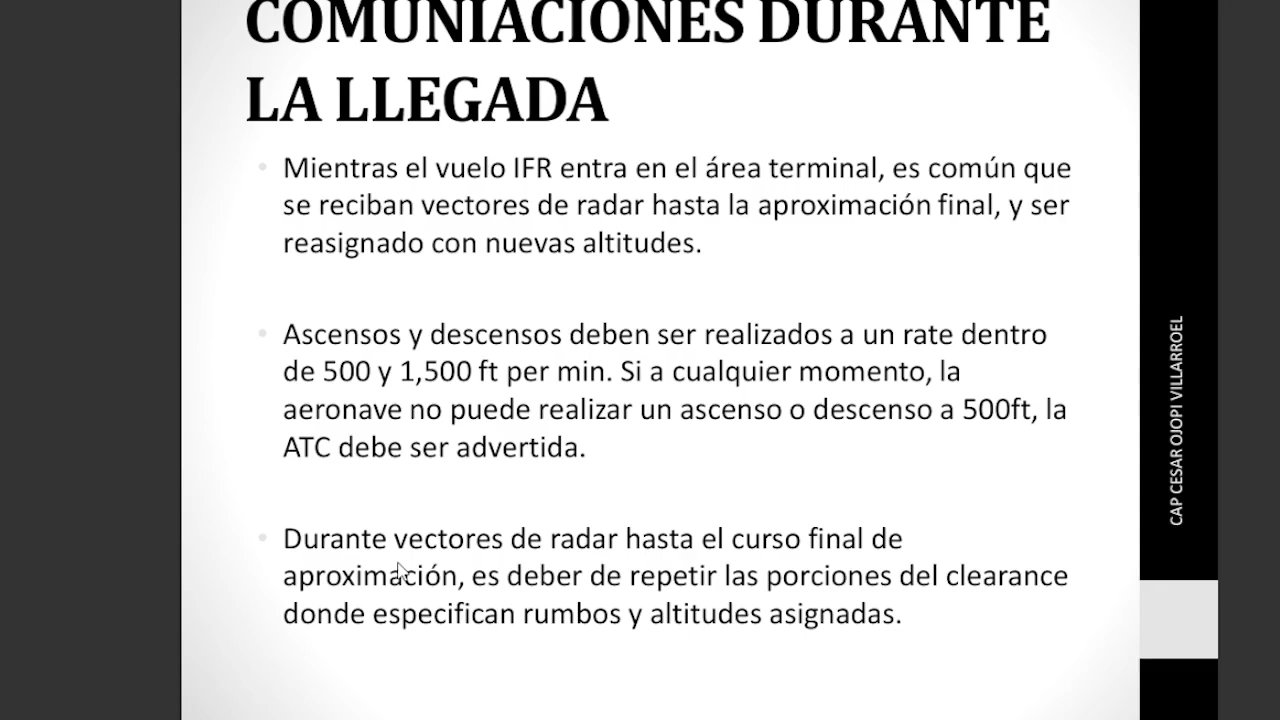 COMUNIACIONES DURANTE
LA LLEGADA
• Mientras el vuelo IFR entra en el área terminal, es común que
se reciban vectores de radar hasta la aproximación final, y ser
reasignado con nuevas altitudes.
• Ascensos y descensos deben ser realizados a un rate dentro
de 500 y 1,500 ft per min. Si a cualquier momento, la
aeronave no puede realizar un ascenso o descenso a 500ft, la
ATC debe ser advertida.
• Durante vectores de radar hasta el curso final de
aproximación, es deber de repetir las porciones del clearance
donde especifican rumbos y altitudes asignadas.
CAP CESAR OJOPI VILLARROEL